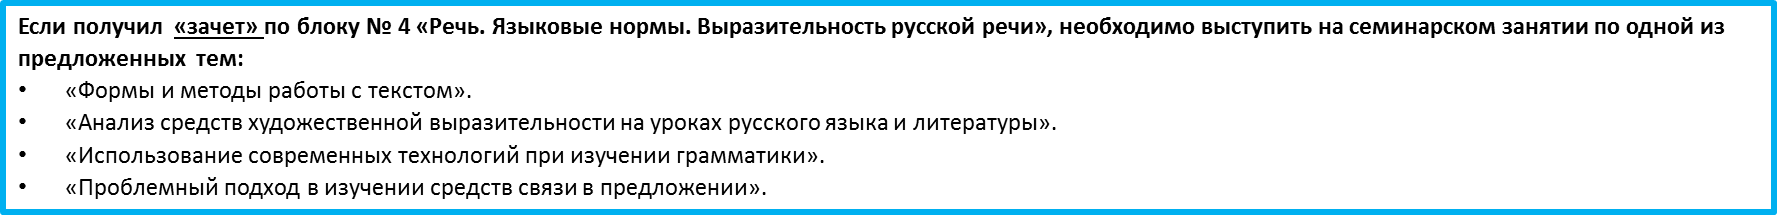 Если получил «зачет» по блоку № 4 «Речь. Языковые нормы. Выразительность русской речи», необходимо выступить на семинарском занятии по одной из
предложенных тем:
• «Формы и методы работы с текстом».
• «Анализ средств художественной выразительности на уроках русского языка и литературы».
• «Использование современных технологий при изучении грамматики».
• «Проблемный подход в изучении средств связи в предложении».